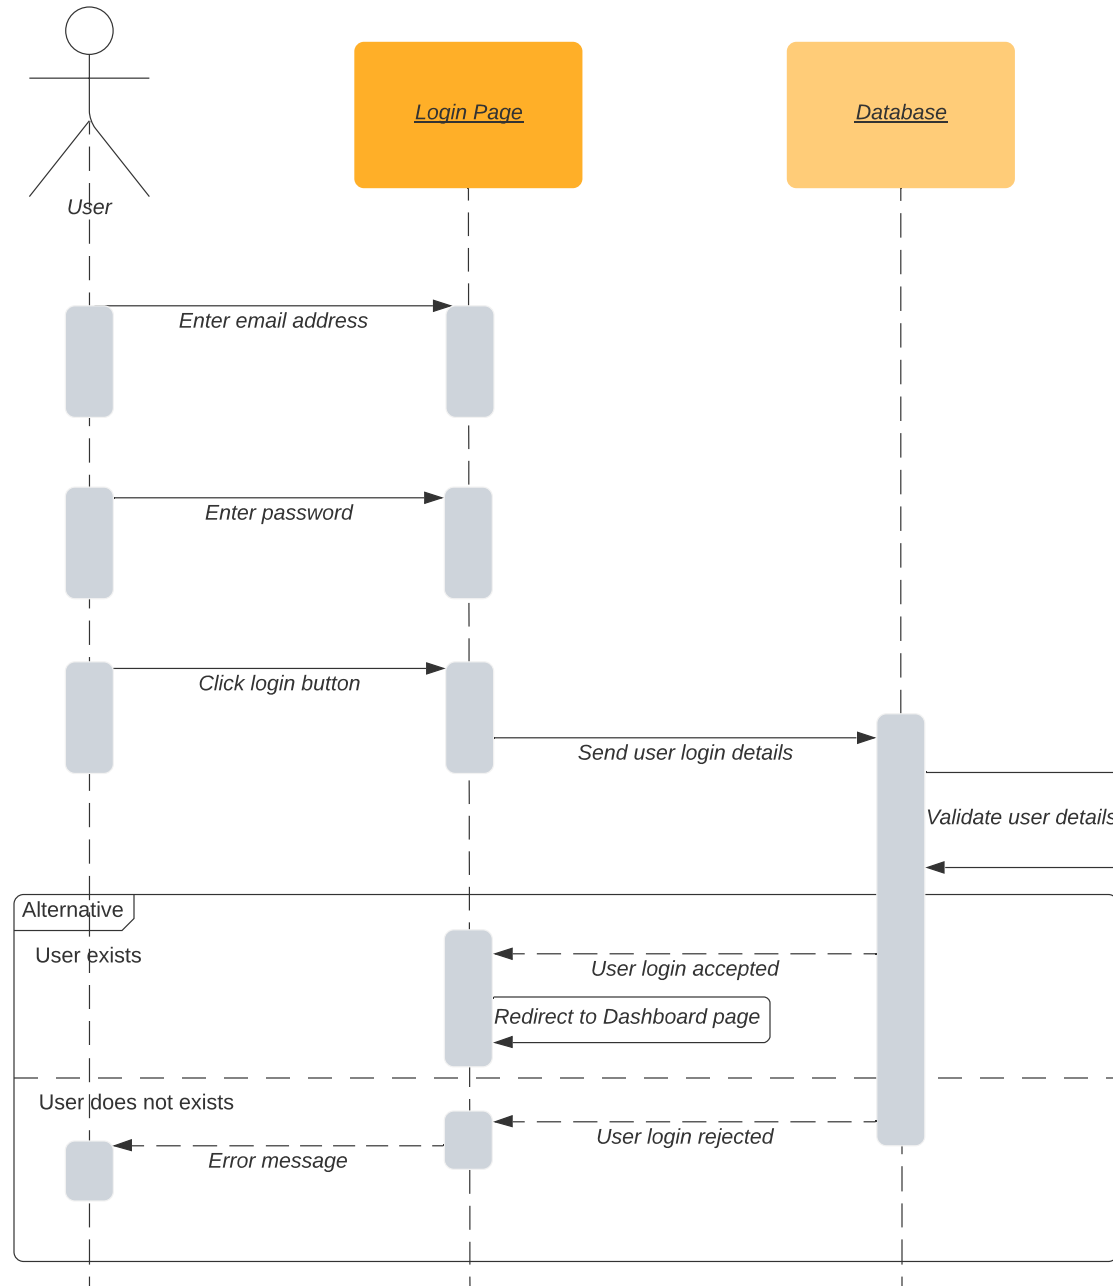 User
Login Page
Database
Enter email address
Enter password
Click login button
Send user login details
Validate user details
Alternative
User exists
User login accepted
Redirect to Dashboard page
User does not exists
User login rejected
Error message